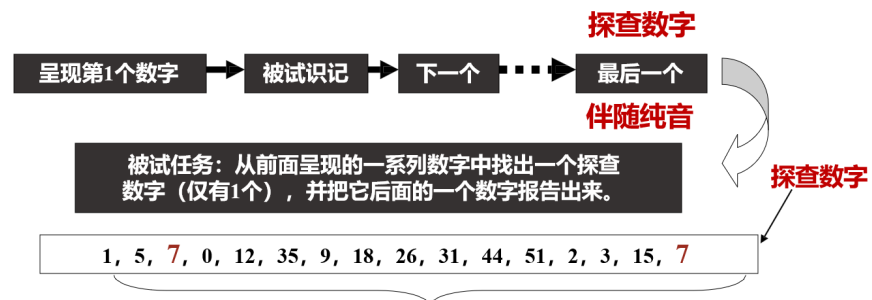 探查数字
呈现第1个数字
被试识记
下一个
最后一个
伴随纯音
被试任务：从前面呈现的一系列数字中找出一个探查
数字（仅有1个），并把它后面的一个数字报告出来。
探查数字
1，5，7，0，12，35，9，18，26，31，44，51，2，3，15，7